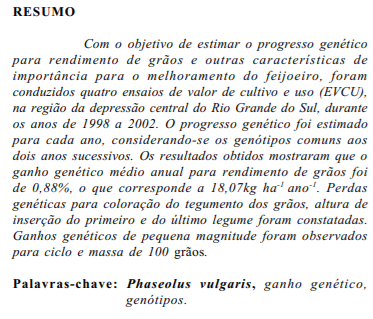 RESUMO
Com o objetivo de estimar o progresso genético
para rendimento de grãos e outras características de
importância para o melhoramento do feijoeiro, foram
conduzidos quatro ensaios de valor de cultivo e uso (EVCU),
na região da depressão central do Rio Grande do Sul, durante
os anos de 1998 a 2002. O progresso genético foi estimado
para cada ano, considerando-se os genótipos comuns aos
dois anos sucessivos. Os resultados obtidos mostraram que o
ganho genético médio anual para rendimento de grãos foi
de 0,88%, o que corresponde a 18,07kg ha⁻¹ ano⁻¹. Perdas
genéticas para coloração do tegumento dos grãos, altura de
inserção do primeiro e do último legume foram constatadas.
Ganhos genéticos de pequena magnitude foram observados
para ciclo e massa de 100 grãos.
Palavras-chave: Phaseolus vulgaris, ganho genético,
genótipos.